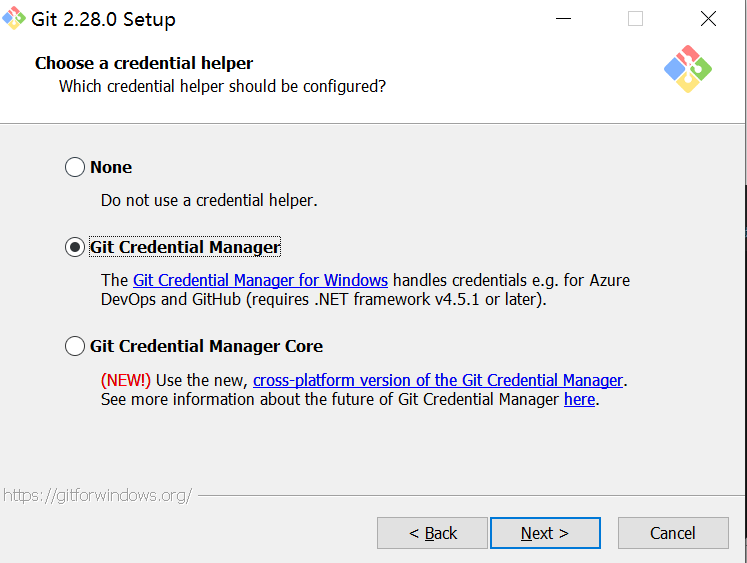 Git 2.28.0 Setup
Choose a credential helper
Which credential helper should be configured?
None
Do not use a credential helper.
Git Credential Manager
The Git Credential Manager for Windows handles credentials e.g. for Azure
DevOps and GitHub (requires .NET framework v4.5.1 or later).
Git Credential Manager Core
(NEW!) Use the new, cross-platform version of the Git Credential Manager.
See more information about the future of Git Credential Manager here.
https://gitforwindows.org/
< Back Next > Cancel